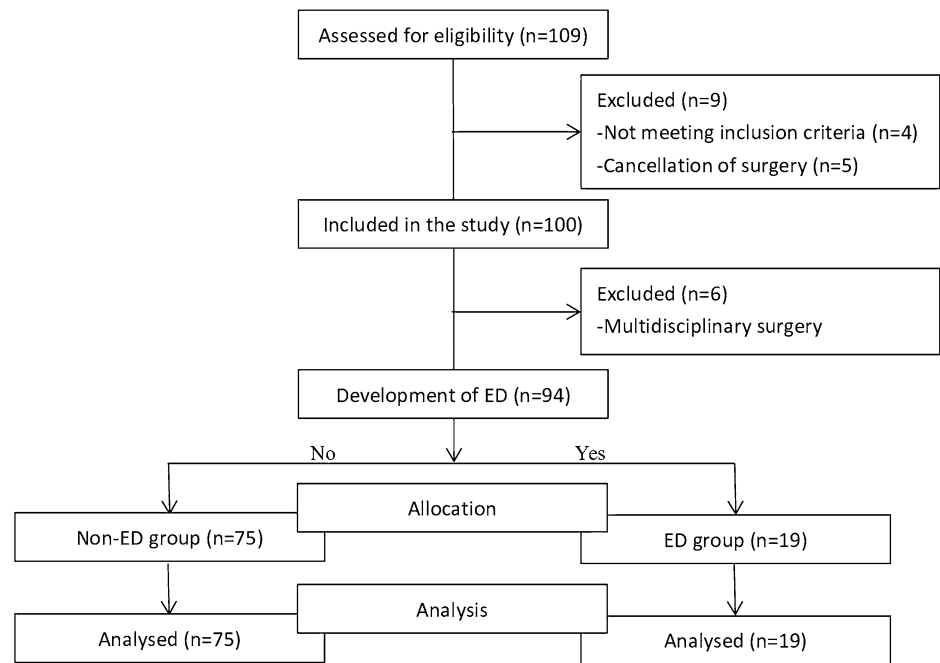 Assessed for eligibility (n=109)
Excluded (n=9)
-Not meeting inclusion criteria (n=4)
-Cancellation of surgery (n=5)
Included in the study (n=100)
Excluded (n=6)
-Multidisciplinary surgery
Development of ED (n=94)
No
Yes
Allocation
Non-ED group (n=75)
ED group (n=19)
Analysis
Analysed (n=75)
Analysed (n=19)